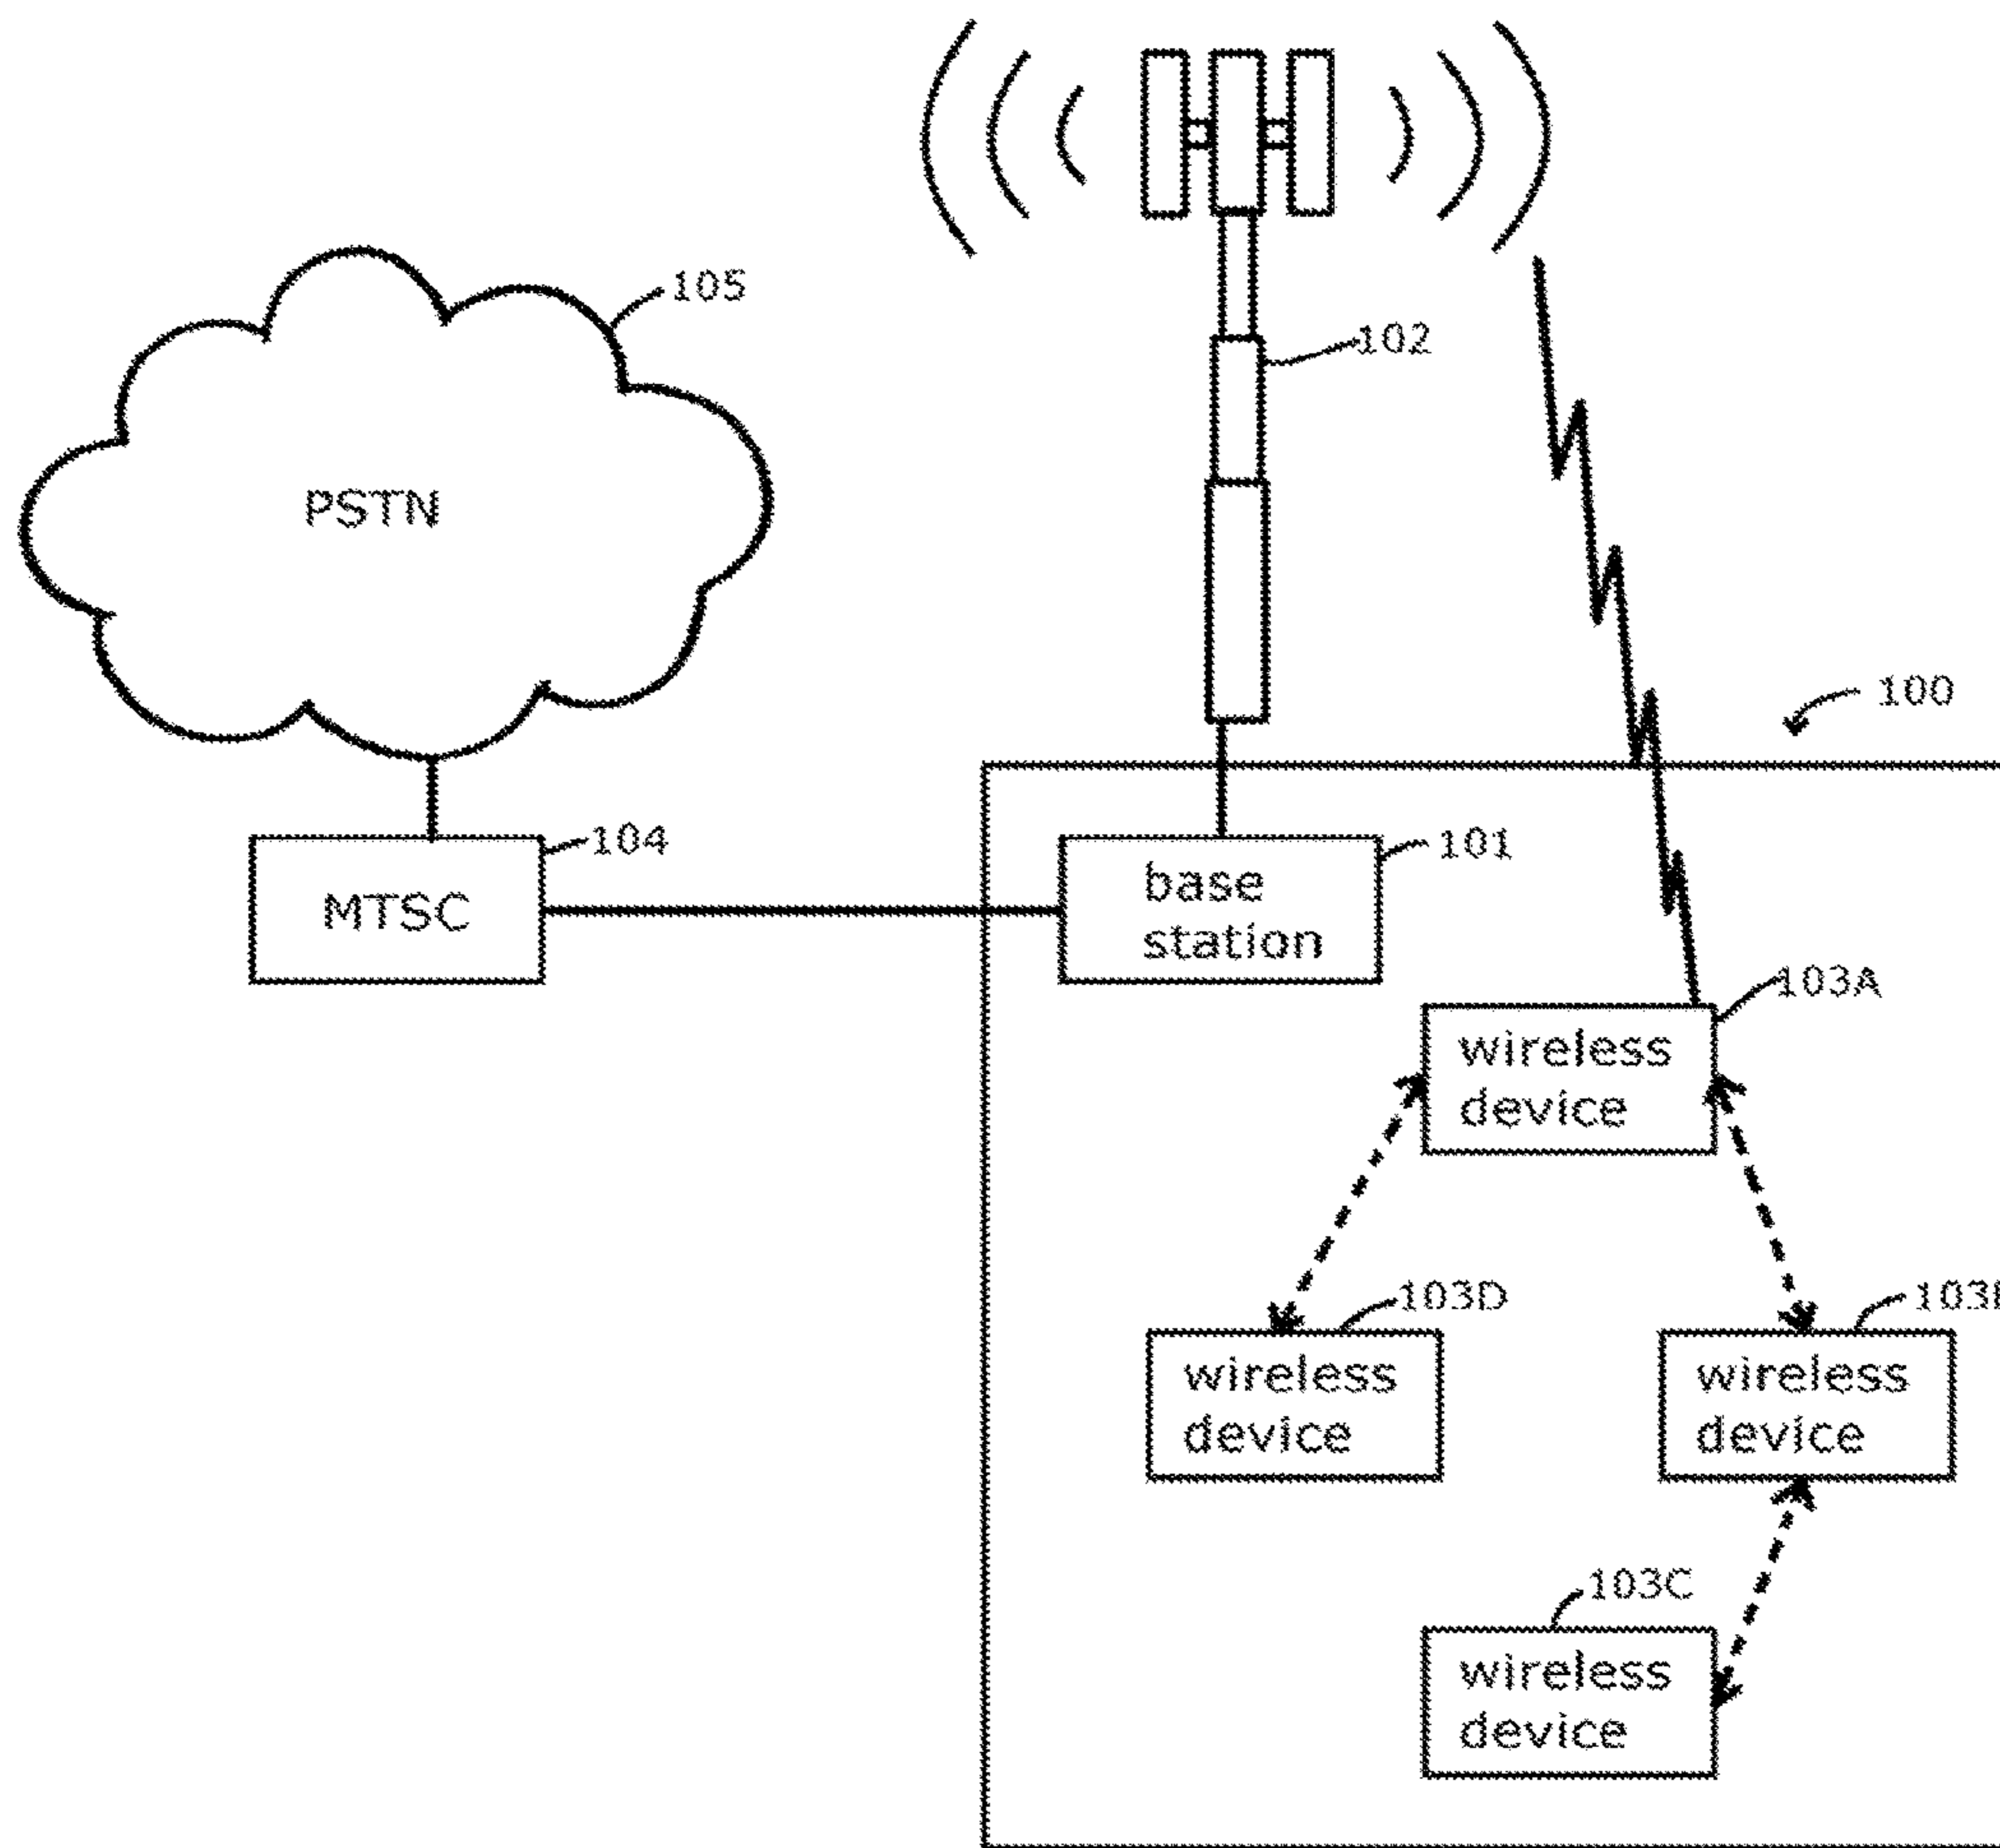 105
102
PSTN
100
104
101
MTSC
base
station
103A
wireless
device
103D
wireless
device
wireless
device
103C
wireless
device